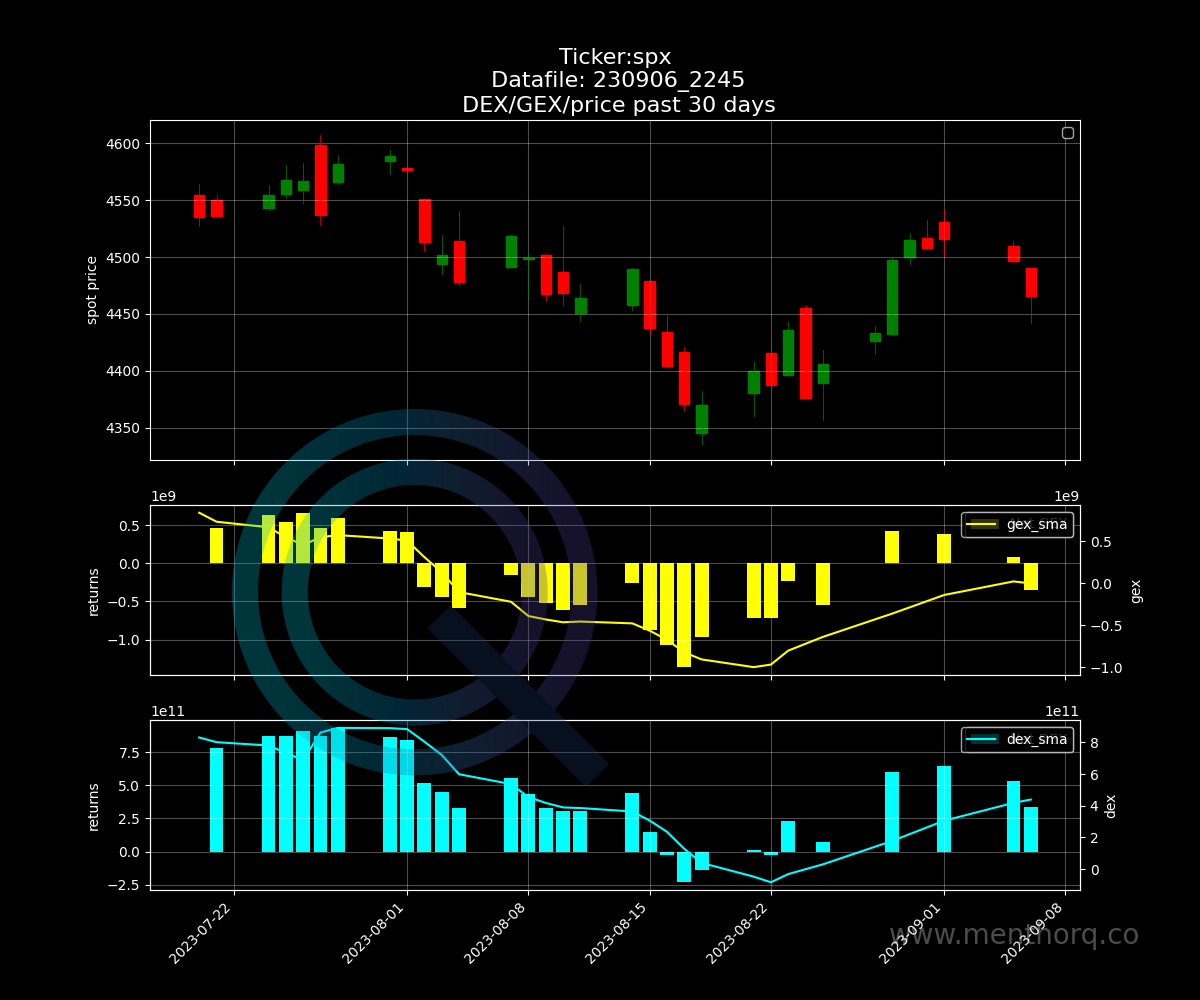 Ticker:spx
Datafile: 230906_2245
DEX/GEX/price past 30 days
4600
4550
4500
4450
4400
4350
spot price
1e9
1e9
gex_sma
0.5
0.0
−0.5
−1.0
returns
0.5
0.0
−0.5
−1.0
gex
1e11
1e11
dex_sma
7.5
5.0
2.5
0.0
−2.5
returns
8
6
4
2
0
dex
2023-07-22
2023-08-01
2023-08-08
2023-08-15
2023-08-22
2023-09-01
2023-09-08
www.menthorq.co